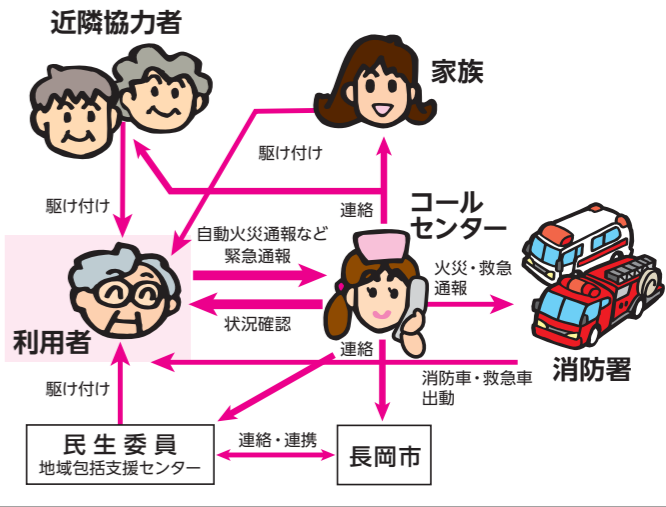 近隣協力者
家族
駆け付け
駆け付け
連絡
コール
センター
自動火災通報など
緊急通報
火災・救急
通報
状況確認
利用者
連絡
消防署
駆け付け
消防車・救急車
出動
民生委員
地域包括支援センター
連絡・連携
長岡市